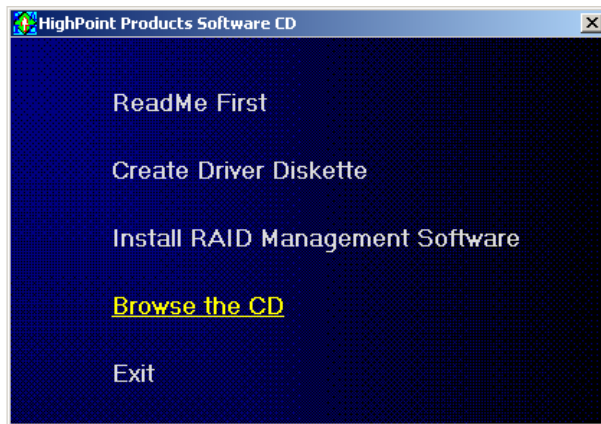 HighPoint Products Software CD
ReadMe First
Create Driver Diskette
Install RAID Management Software
Browse the CD
Exit